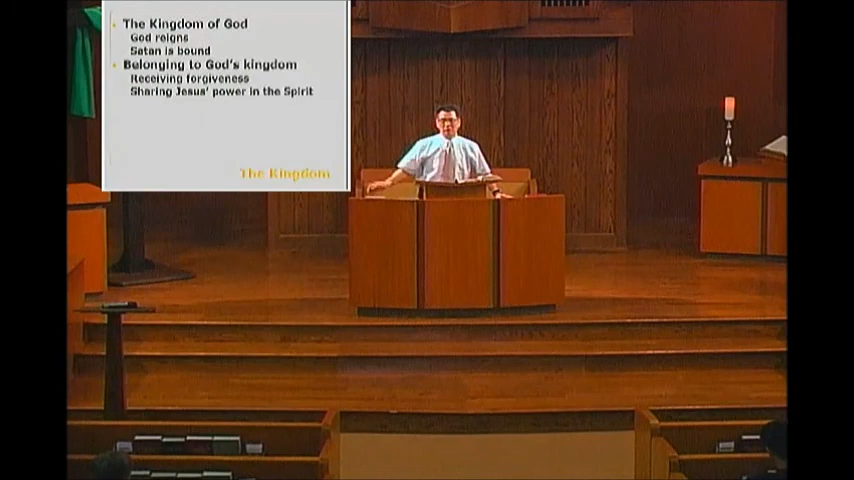 The Kingdom of God
God reigns
Satan is bound
Belonging to God's kingdom
Receiving forgiveness
Sharing Jesus' power in the Spirit
The Kingdom